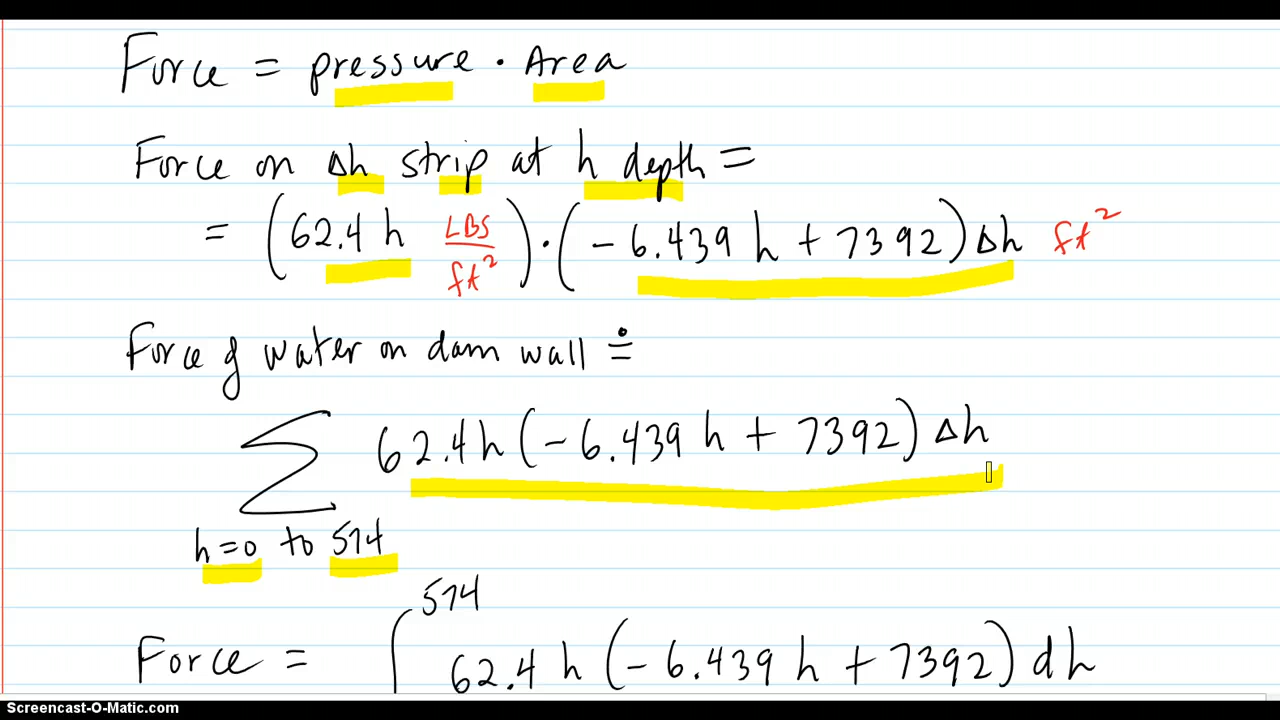 Force = pressure · Area
Force on Δh strip at h depth =
= (62.4 h LBS/ft²) · (-6.439 h + 7392) Δh ft²
Force of water on dam wall ≐
∑ 62.4 h (-6.439 h + 7392) Δh
h=0 to 574
574
Force = ∫ 62.4 h (-6.439 h + 7392) dh
Screencast-O-Matic.com